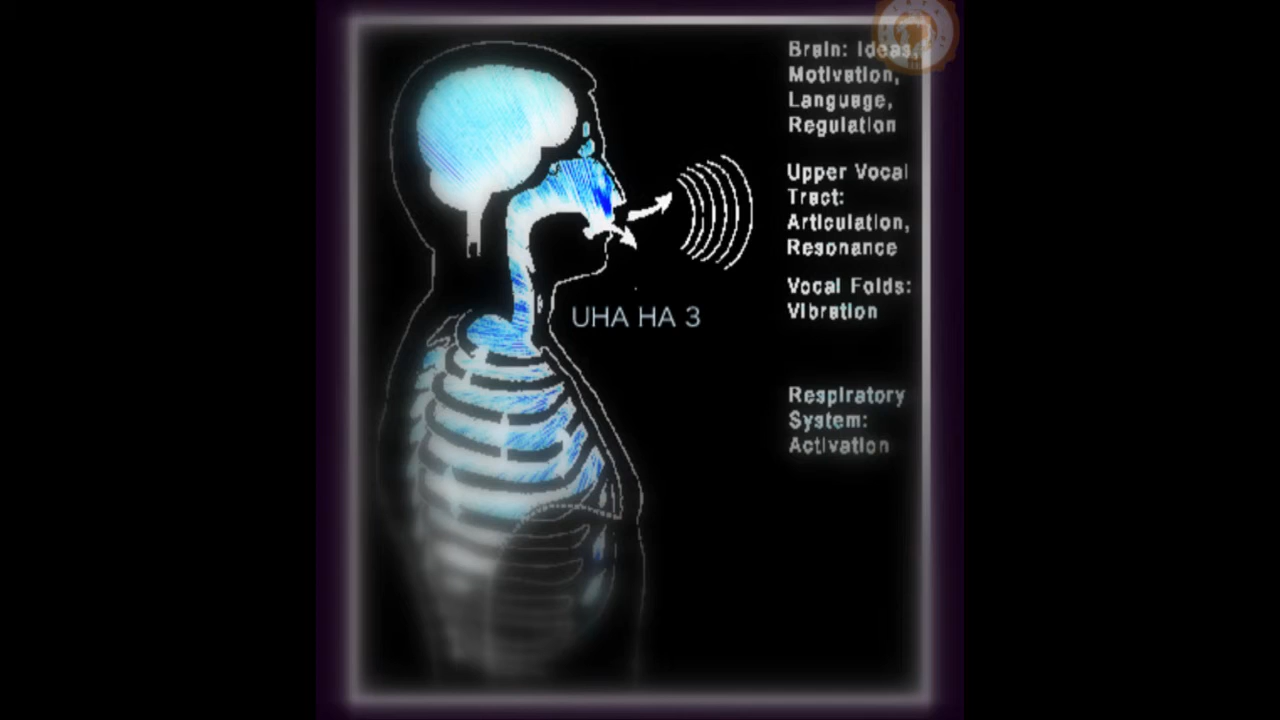 Brain: Ideas,
Motivation,
Language,
Regulation
Upper Vocal
Tract:
Articulation,
Resonance
Vocal Folds:
Vibration
UHA HA 3
Respiratory
System:
Activation